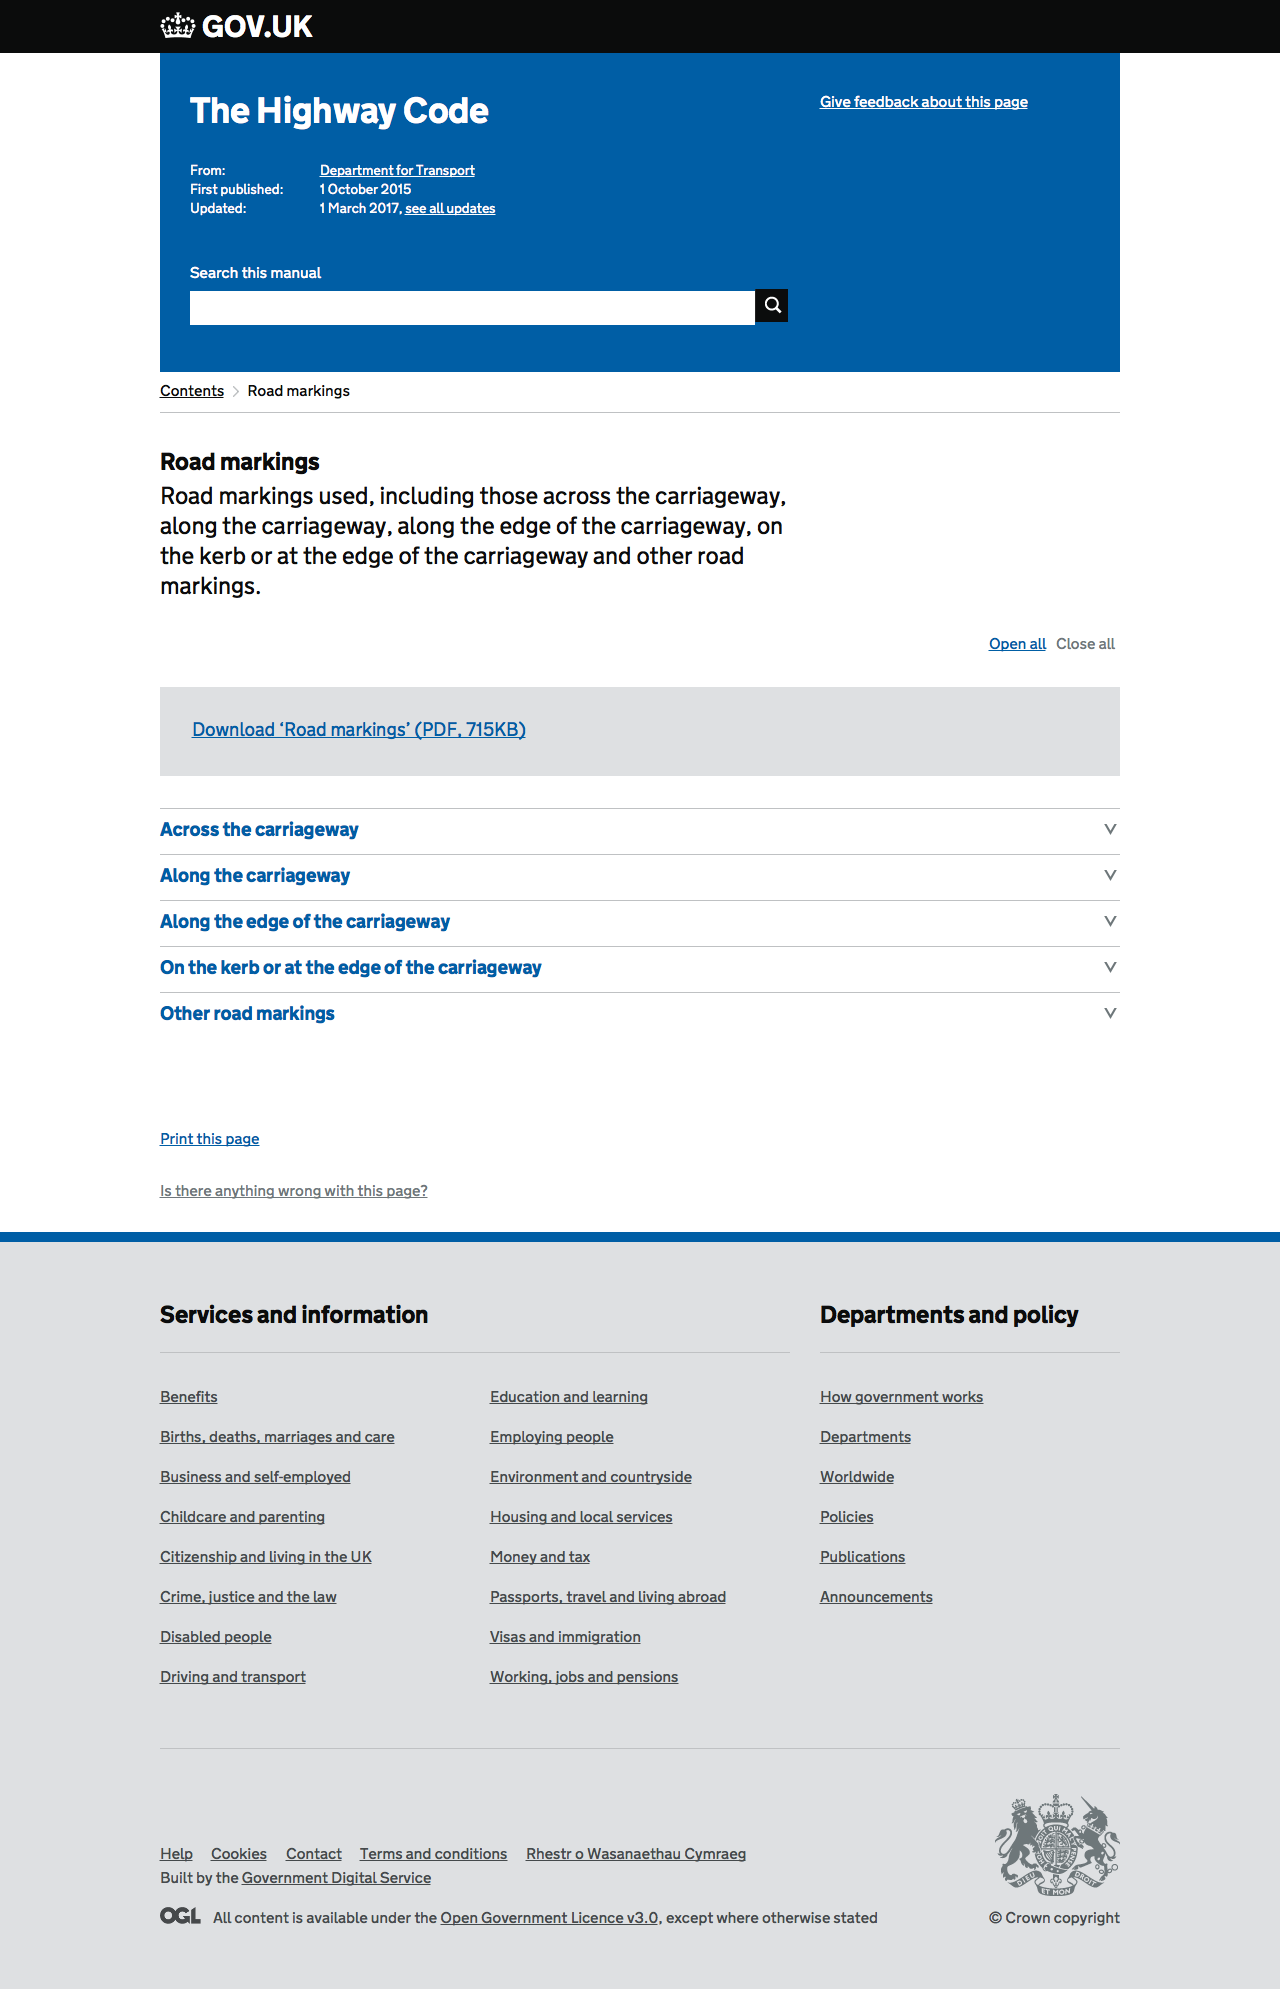 GOV.UK
The Highway Code
Give feedback about this page
From: Department for Transport
First published: 1 October 2015
Updated: 1 March 2017, see all updates
Search this manual
Contents Road markings
Road markings
Road markings used, including those across the carriageway,
along the carriageway, along the edge of the carriageway, on
the kerb or at the edge of the carriageway and other road
markings.
Open all Close all
Download ‘Road markings’ (PDF, 715KB)
Across the carriageway
Along the carriageway
Along the edge of the carriageway
On the kerb or at the edge of the carriageway
Other road markings
Print this page
Is there anything wrong with this page?
Services and information
Benefits
Births, deaths, marriages and care
Business and self-employed
Childcare and parenting
Citizenship and living in the UK
Crime, justice and the law
Disabled people
Driving and transport
Education and learning
Employing people
Environment and countryside
Housing and local services
Money and tax
Passports, travel and living abroad
Visas and immigration
Working, jobs and pensions
Departments and policy
How government works
Departments
Worldwide
Policies
Publications
Announcements
Help Cookies Contact Terms and conditions Rhestr o Wasanaethau Cymraeg
Built by the Government Digital Service
OGL All content is available under the Open Government Licence v3.0, except where otherwise stated
DIEU ET MON DROIT
© Crown copyright